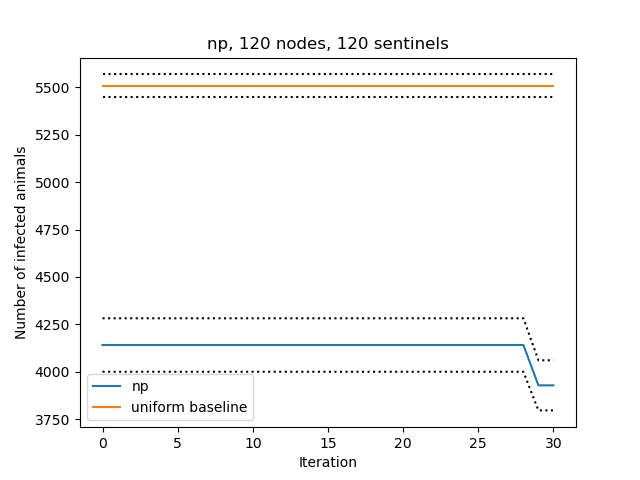 np, 120 nodes, 120 sentinels
Number of infected animals
5500
5250
5000
4750
4500
4250
4000
3750
np
uniform baseline
0 5 10 15 20 25 30
Iteration